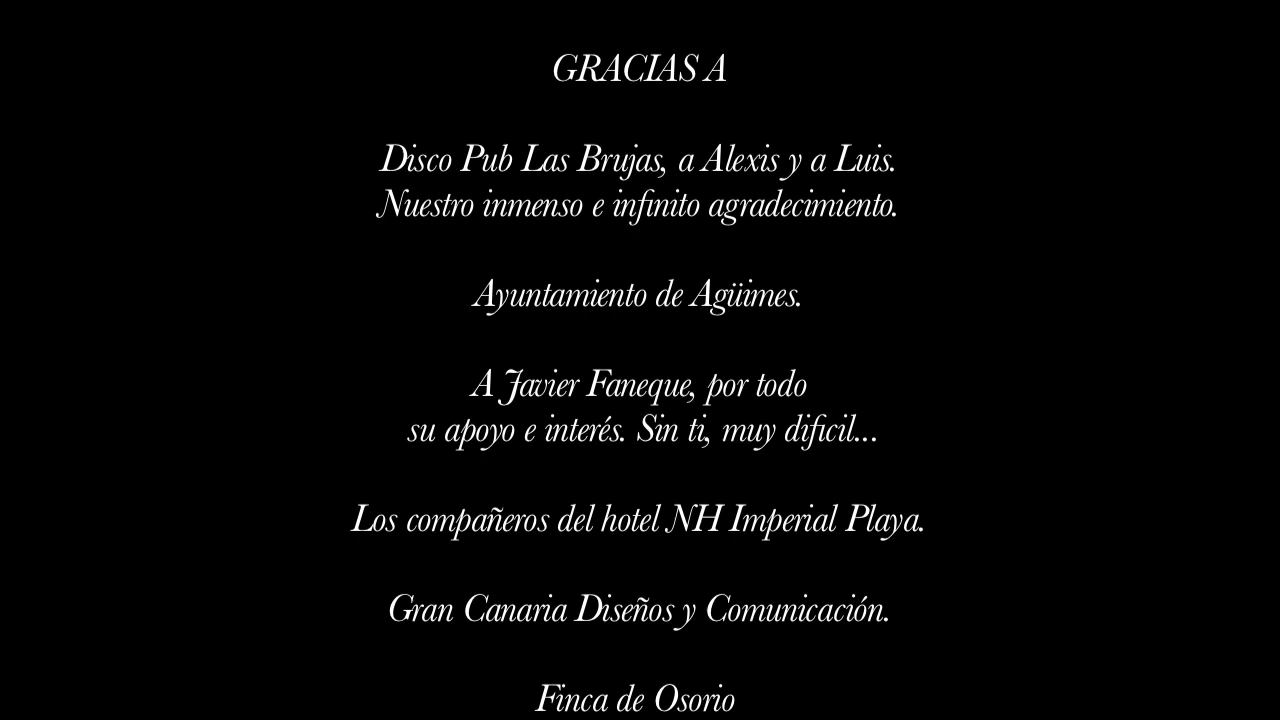 GRACIAS A
Disco Pub Las Brujas, a Alexis y a Luis.
Nuestro inmenso e infinito agradecimiento.
Ayuntamiento de Agüimes.
A Javier Faneque, por todo
su apoyo e interés. Sin ti, muy dificil...
Los compañeros del hotel NH Imperial Playa.
Gran Canaria Diseños y Comunicación.
Finca de Osorio